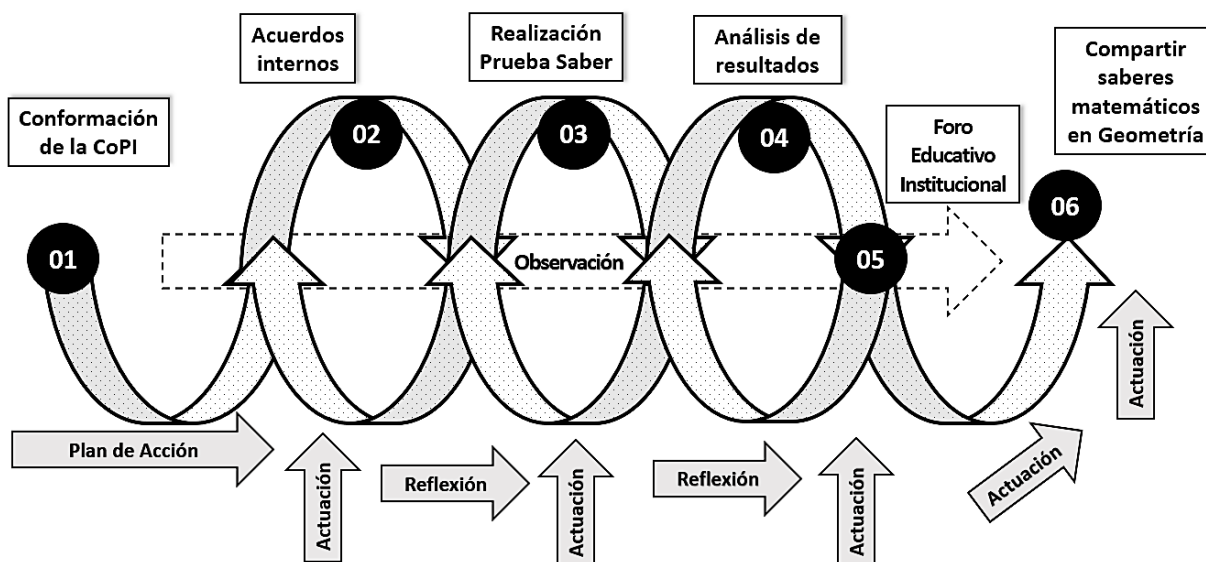 Conformación
de la CoPI
01
Acuerdos
internos
02
Realización
Prueba Saber
03
Análisis de
resultados
04
Foro
Educativo
Institucional
05
Compartir
saberes
matemáticos
en Geometría
06
Observación
Plan de Acción
Actuación
Reflexión
Actuación
Reflexión
Actuación
Actuación
Actuación